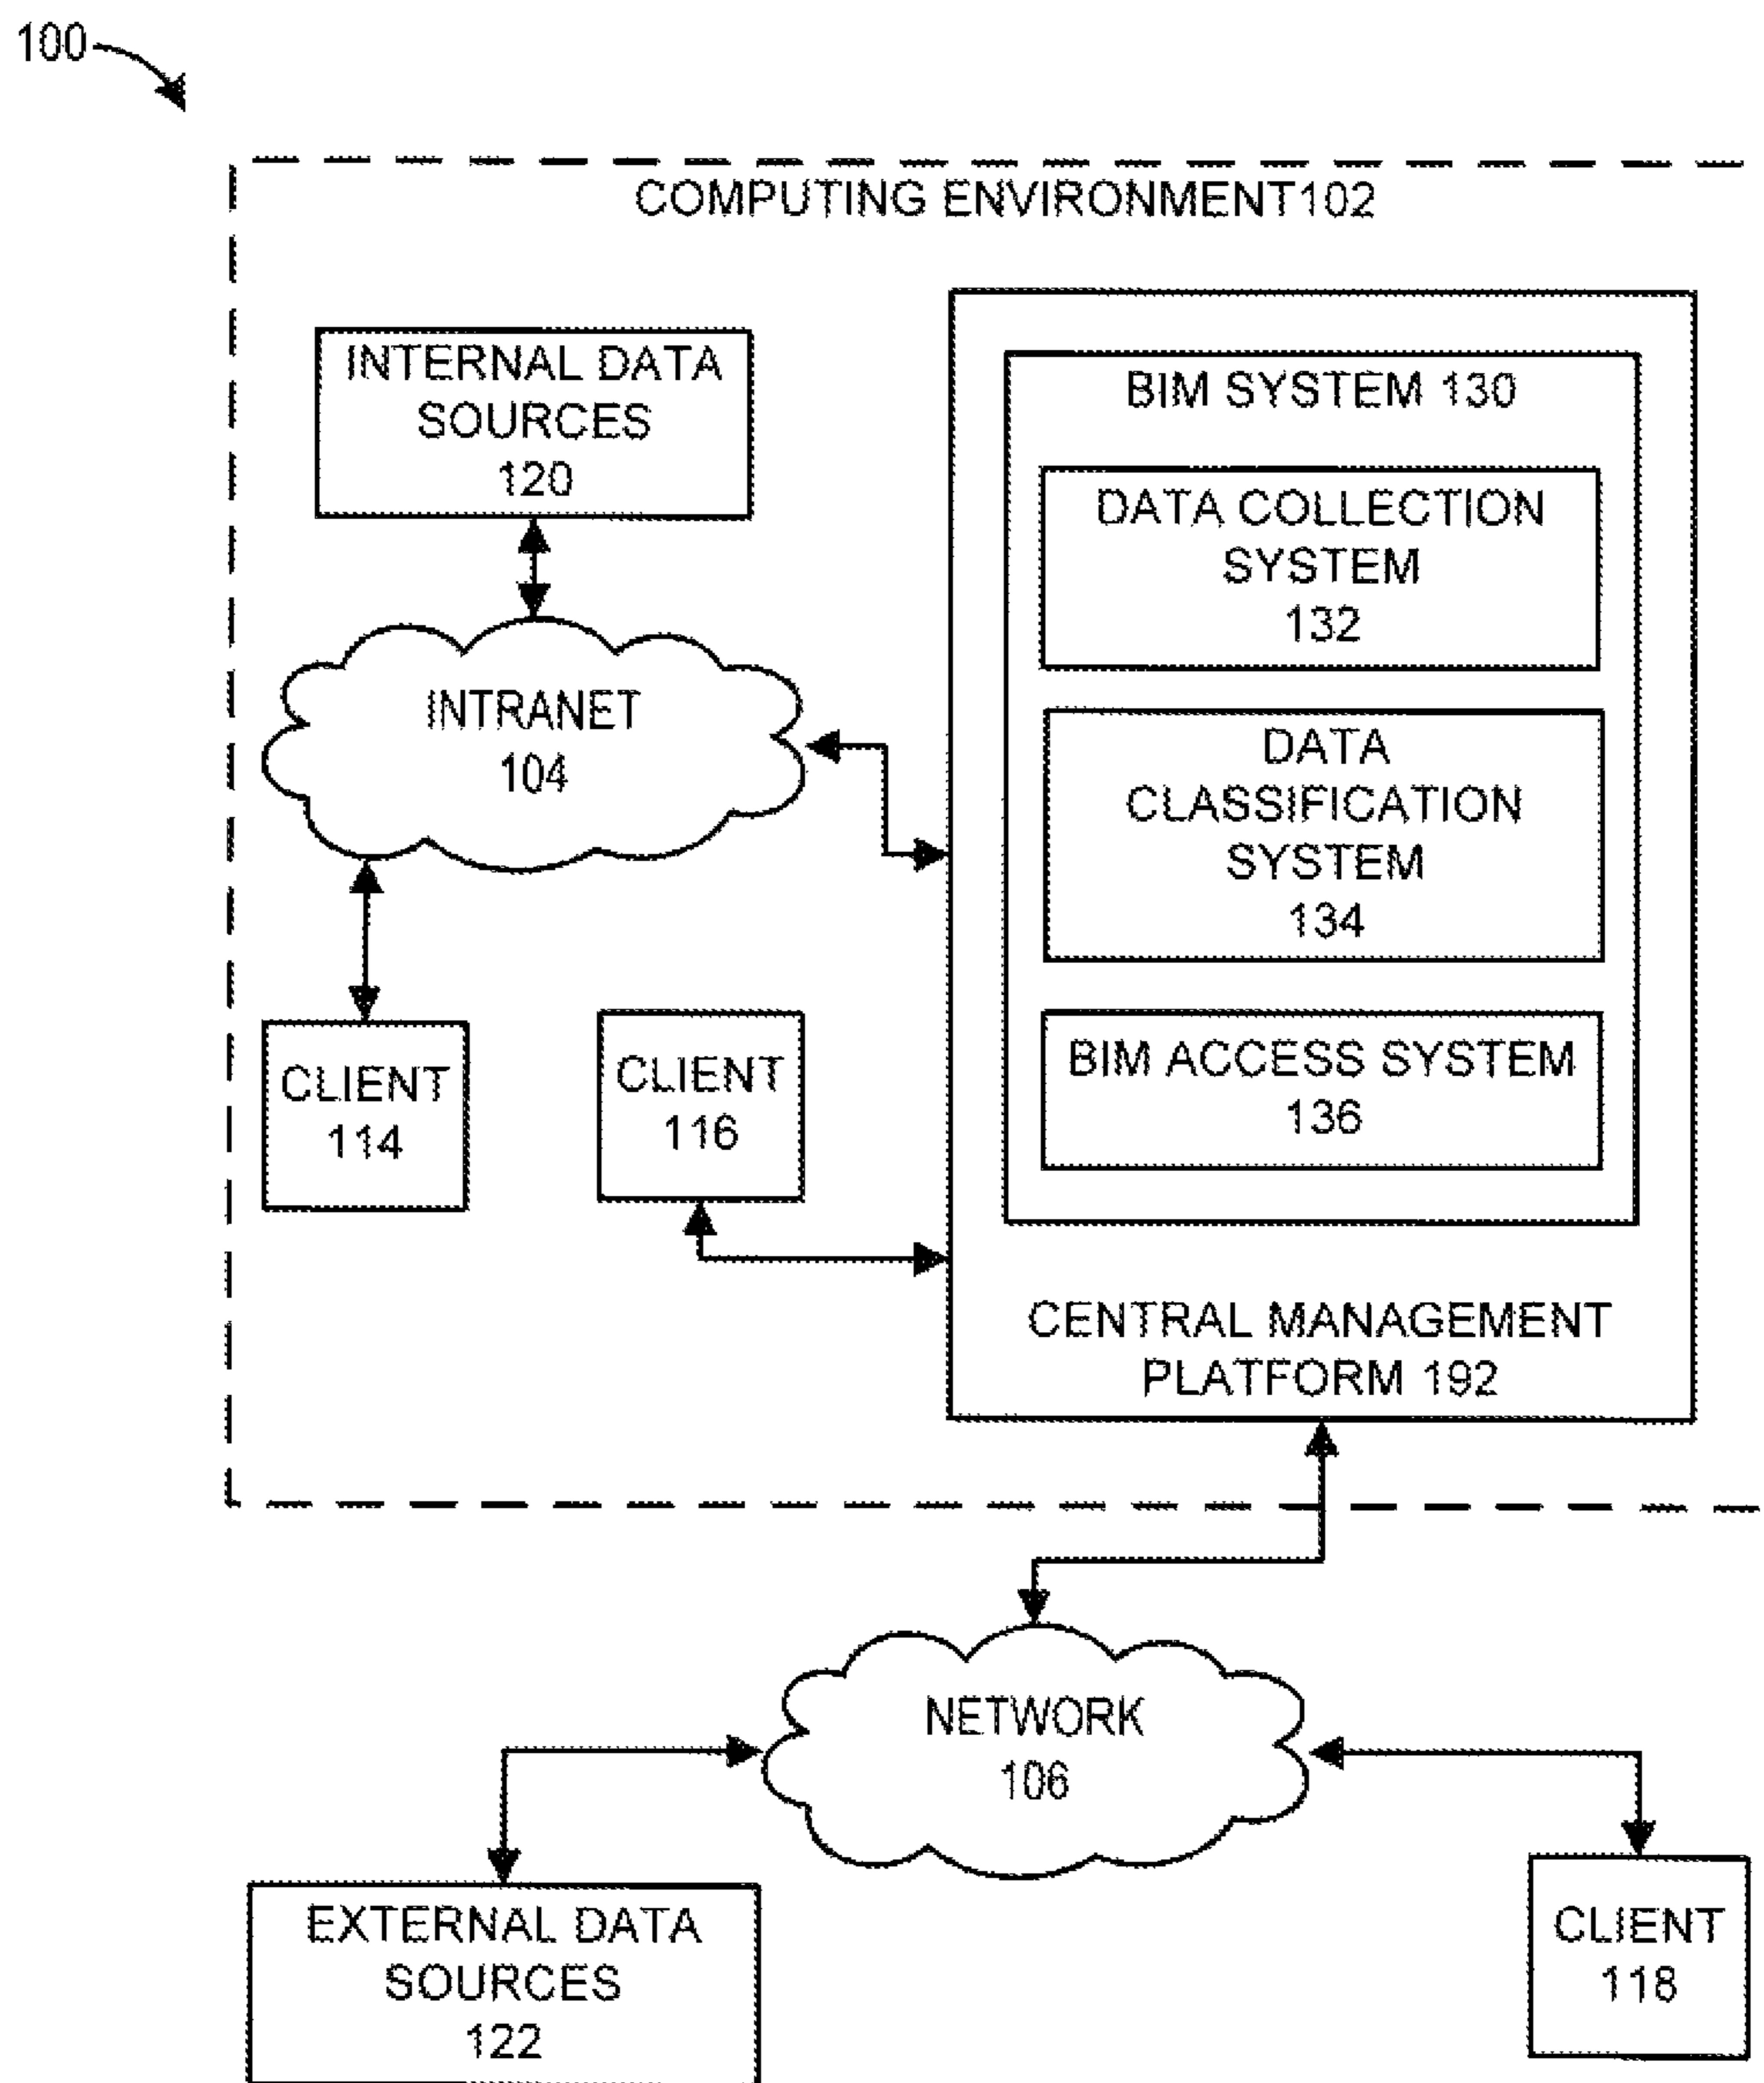 100
COMPUTING ENVIRONMENT102
INTERNAL DATA
SOURCES
120
INTRANET
104
CLIENT
114
CLIENT
116
BIM SYSTEM 130
DATA COLLECTION
SYSTEM
132
DATA
CLASSIFICATION
SYSTEM
134
BIM ACCESS SYSTEM
136
CENTRAL MANAGEMENT
PLATFORM 192
NETWORK
106
EXTERNAL DATA
SOURCES
122
CLIENT
118